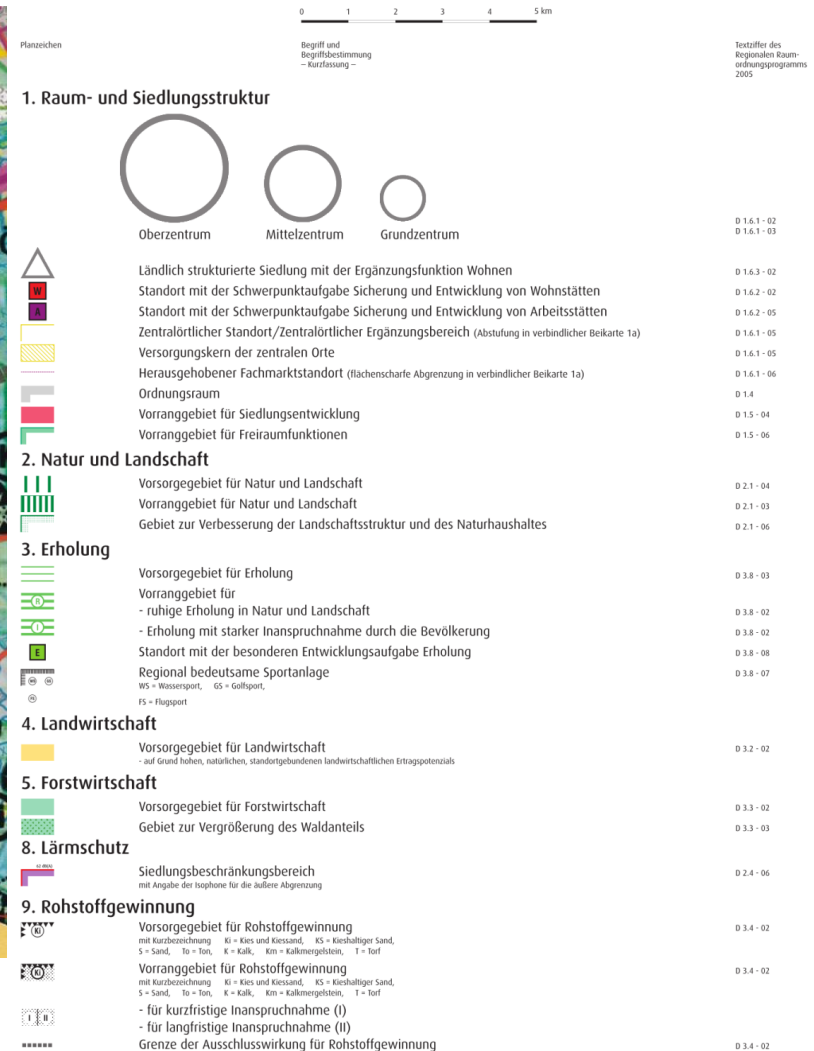 0 1 2 3 4 5 km
Planzeichen
Begriff und
Begriffsbestimmung
– Kurzfassung –
Textziffer des
Regionalen Raum-
ordnungsprogramms
2005
1. Raum- und Siedlungsstruktur
Oberzentrum Mittelzentrum Grundzentrum
D 1.6.1 - 02
D 1.6.1 - 03
Ländlich strukturierte Siedlung mit der Ergänzungsfunktion Wohnen D 1.6.3 - 02
W Standort mit der Schwerpunktaufgabe Sicherung und Entwicklung von Wohnstätten D 1.6.2 - 02
A Standort mit der Schwerpunktaufgabe Sicherung und Entwicklung von Arbeitsstätten D 1.6.2 - 05
Zentralörtlicher Standort/Zentralörtlicher Ergänzungsbereich (Abstufung in verbindlicher Beikarte 1a) D 1.6.1 - 05
Versorgungskern der zentralen Orte D 1.6.1 - 05
Herausgehobener Fachmarktstandort (flächenscharfe Abgrenzung in verbindlicher Beikarte 1a) D 1.6.1 - 06
Ordnungsraum D 1.4
Vorranggebiet für Siedlungsentwicklung D 1.5 - 04
Vorranggebiet für Freiraumfunktionen D 1.5 - 06
2. Natur und Landschaft
Vorsorgegebiet für Natur und Landschaft D 2.1 - 04
Vorranggebiet für Natur und Landschaft D 2.1 - 03
Gebiet zur Verbesserung der Landschaftsstruktur und des Naturhaushaltes D 2.1 - 06
3. Erholung
Vorsorgegebiet für Erholung D 3.8 - 03
Vorranggebiet für
R - ruhige Erholung in Natur und Landschaft D 3.8 - 02
I - Erholung mit starker Inanspruchnahme durch die Bevölkerung D 3.8 - 02
E Standort mit der besonderen Entwicklungsaufgabe Erholung D 3.8 - 08
WS GS Regional bedeutsame Sportanlage D 3.8 - 07
WS = Wassersport, GS = Golfsport,
FS FS = Flugsport
4. Landwirtschaft
Vorsorgegebiet für Landwirtschaft D 3.2 - 02
- auf Grund hohen, natürlichen, standortgebundenen landwirtschaftlichen Ertragspotenzials
5. Forstwirtschaft
Vorsorgegebiet für Forstwirtschaft D 3.3 - 02
Gebiet zur Vergrößerung des Waldanteils D 3.3 - 03
8. Lärmschutz
62 dB(A)
Siedlungsbeschränkungsbereich D 2.4 - 06
mit Angabe der Isophone für die äußere Abgrenzung
9. Rohstoffgewinnung
Ki Vorsorgegebiet für Rohstoffgewinnung D 3.4 - 02
mit Kurzbezeichnung Ki = Kies und Kiessand, KS = Kieshaltiger Sand,
S = Sand, To = Ton, K = Kalk, Km = Kalkmergelstein, T = Torf
Ki Vorranggebiet für Rohstoffgewinnung D 3.4 - 02
mit Kurzbezeichnung Ki = Kies und Kiessand, KS = Kieshaltiger Sand,
S = Sand, To = Ton, K = Kalk, Km = Kalkmergelstein, T = Torf
I II - für kurzfristige Inanspruchnahme (I)
- für langfristige Inanspruchnahme (II)
Grenze der Ausschlusswirkung für Rohstoffgewinnung D 3.4 - 02